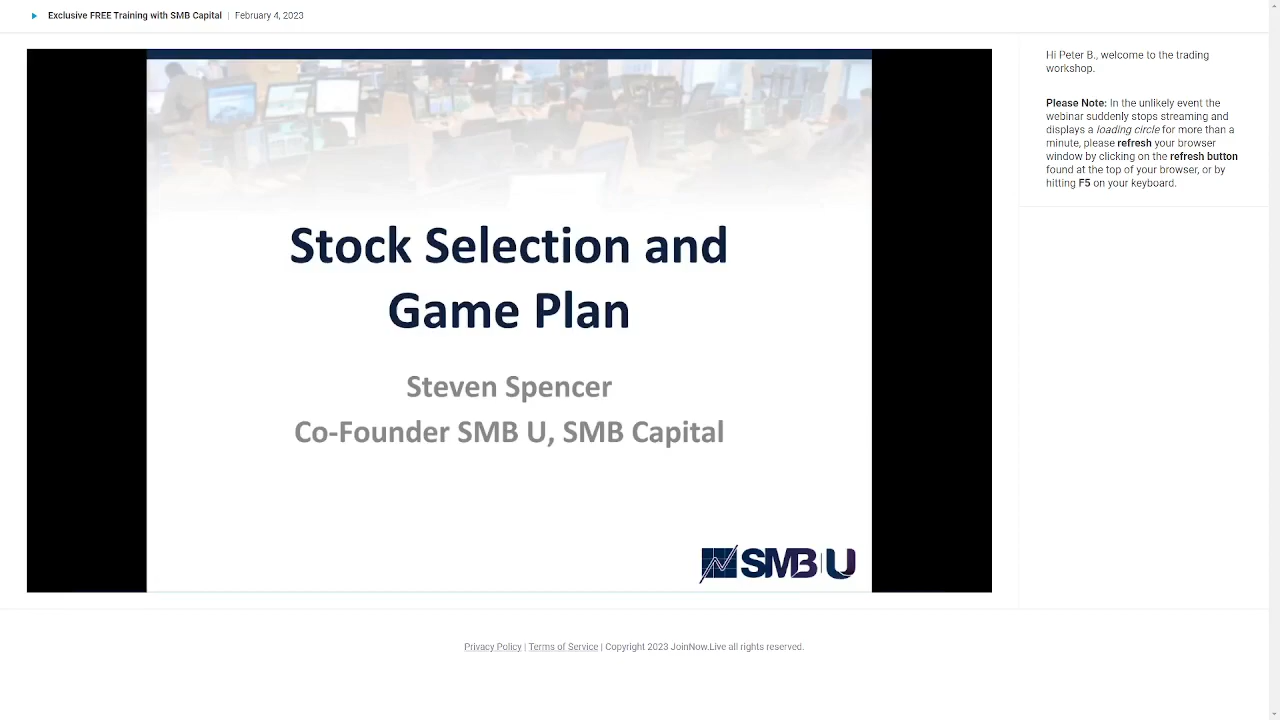 Exclusive FREE Training with SMB Capital | February 4, 2023
Hi Peter B., welcome to the trading
workshop.
Please Note: In the unlikely event the
webinar suddenly stops streaming and
displays a loading circle for more than a
minute, please refresh your browser
window by clicking on the refresh button
found at the top of your browser, or by
hitting F5 on your keyboard.
Stock Selection and
Game Plan
Steven Spencer
Co-Founder SMB U, SMB Capital
SMB U
Privacy Policy | Terms of Service | Copyright 2023 JoinNow.Live all rights reserved.